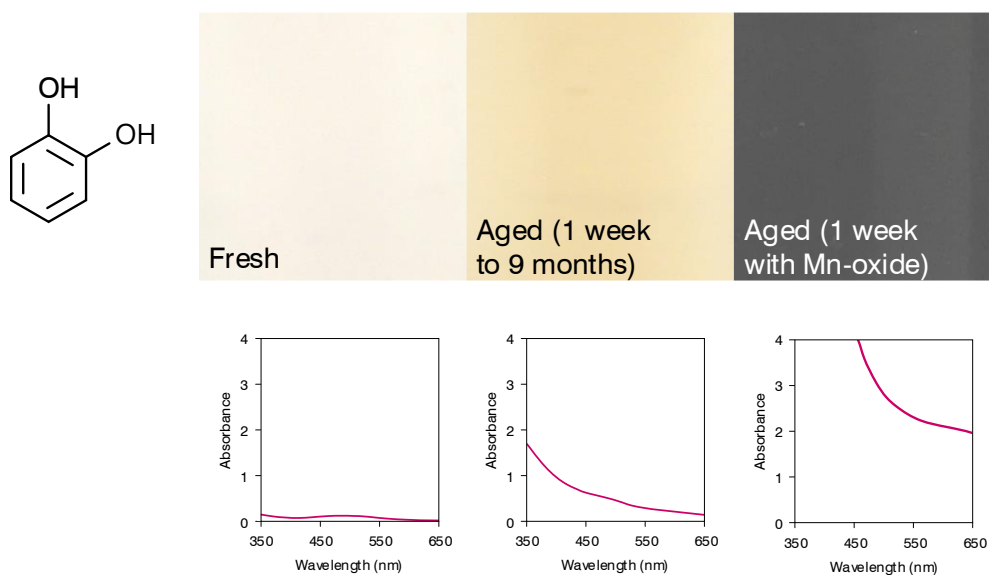 OH
OH
Fresh
Aged (1 week
to 9 months)
Aged (1 week
with Mn-oxide)
4
3
2
1
0
Absorbance
350
450
550
650
Wavelength (nm)
4
3
2
1
0
Absorbance
350
450
550
650
Wavelength (nm)
4
3
2
1
0
Absorbance
350
450
550
650
Wavelength (nm)